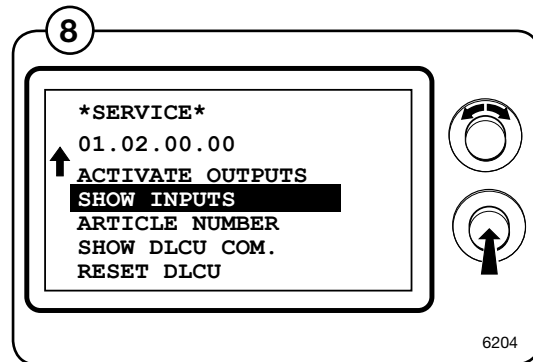 8
*SERVICE*
01.02.00.00
ACTIVATE OUTPUTS
SHOW INPUTS
ARTICLE NUMBER
SHOW DLCU COM.
RESET DLCU
6204